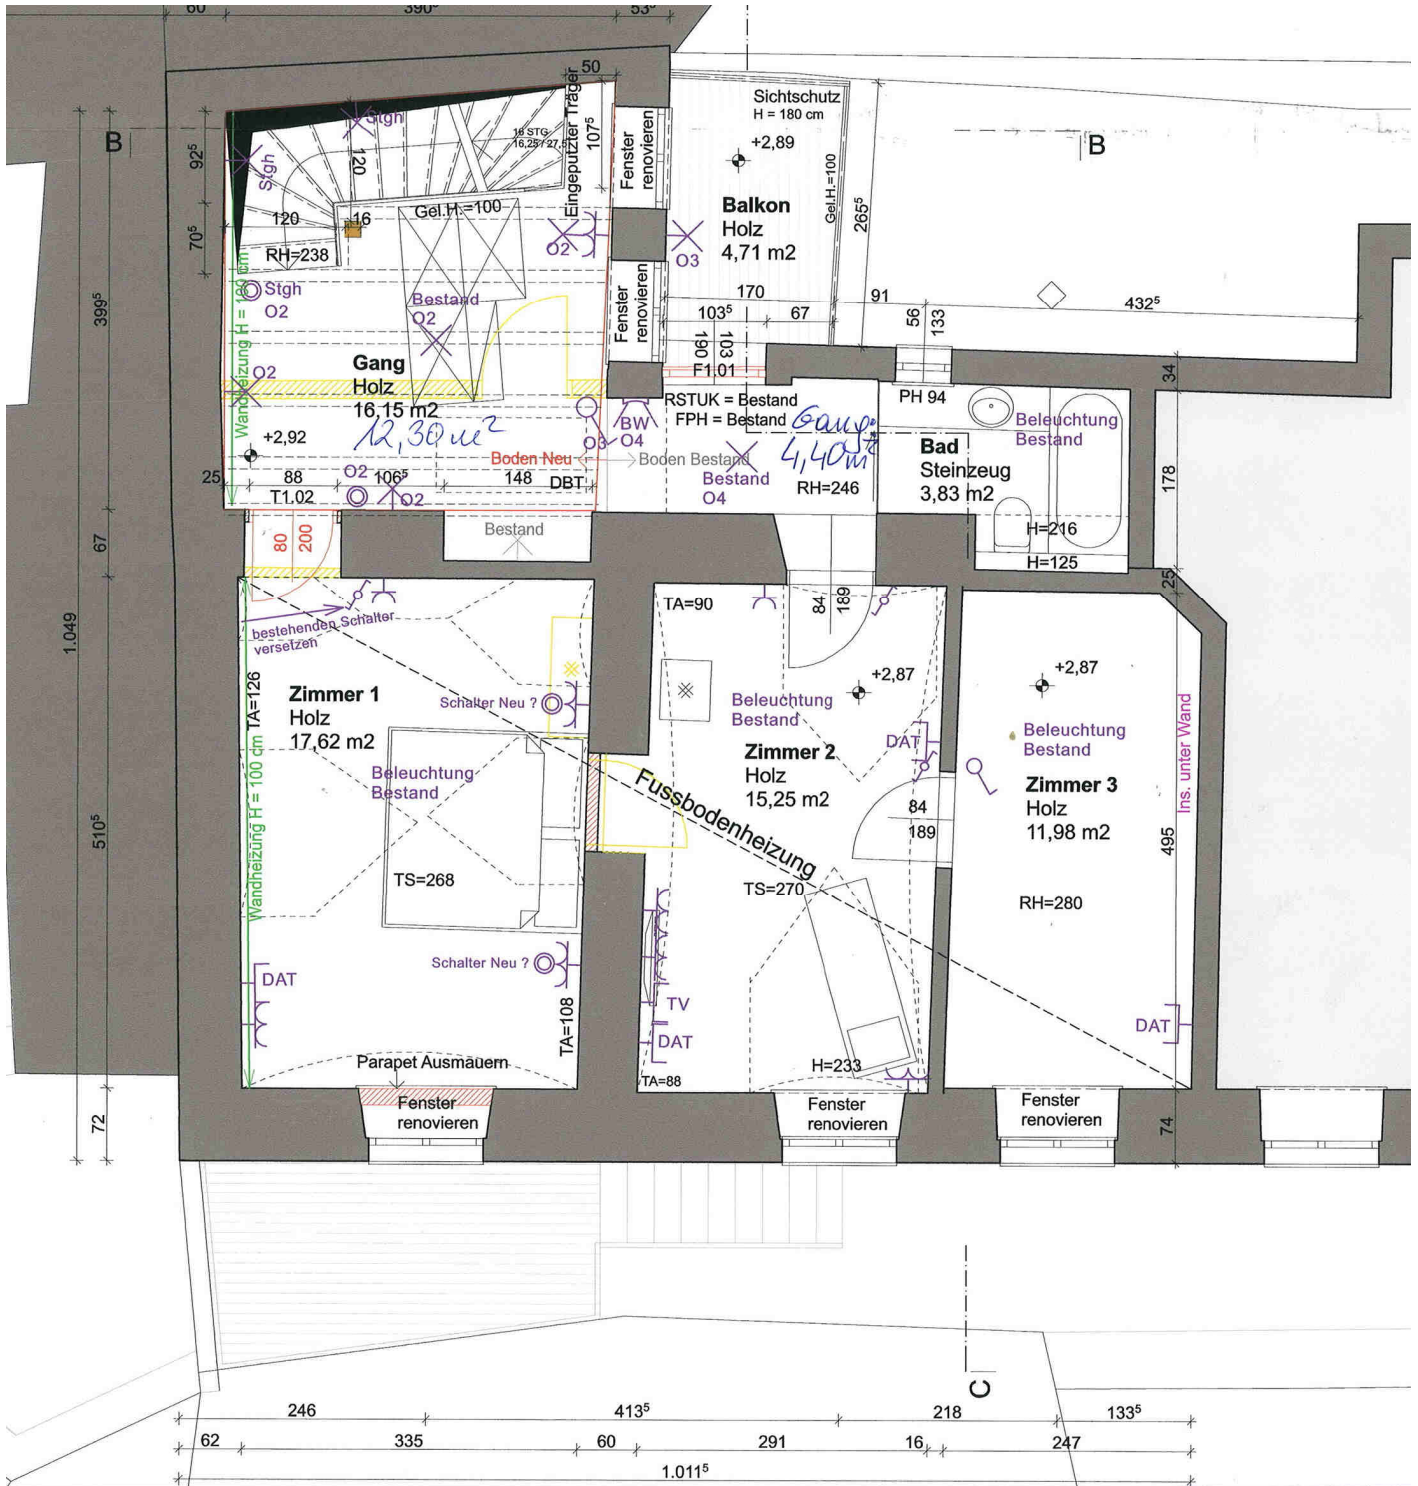 60
390⁵
53⁵
50
Stgh
Stgh
16 STG
16,25 / 27,5
Eingeputzter Träger
107⁵
Fenster
renovieren
Sichtschutz
H = 180 cm
+2,89
B
B
92⁵
120
120
16
Gel.H.=100
RH=238
70⁵
Balkon
Holz
4,71 m2
Gel.H.=100
265⁵
O2
O3
Stgh
O2
Bestand
O2
Fenster
renovieren
170
91
432⁵
103⁵
67
56
133
103
190
F1.01
399⁵
Wandheizung H = 100 cm
Gang
Holz
16,15 m2
12,30 m²
O2
+2,92
RSTUK = Bestand
FPH = Bestand
Gang:
4,40m²
PH 94
Beleuchtung
Bestand
34
BW
O4
O3
Boden Neu
Boden Bestand
Bestand
O4
RH=246
Bad
Steinzeug
3,83 m2
178
25
88
106⁵
148
DBT
T1.02
O2
O2
H=216
H=125
80
200
Bestand
67
25
1.049
bestehenden Schalter
versetzen
TA=90
84
189
TA=126
Zimmer 1
Holz
17,62 m2
Schalter Neu ?
+2,87
+2,87
Beleuchtung
Bestand
Beleuchtung
Bestand
Beleuchtung
Bestand
DAT
Zimmer 2
Holz
15,25 m2
Zimmer 3
Holz
11,98 m2
Ins. unter Wand
Wandheizung H = 100 cm
510⁵
Fussbodenheizung
84
189
495
TS=268
TS=270
RH=280
Schalter Neu ?
DAT
TA=108
TV
DAT
DAT
Parapet Ausmauern
TA=88
H=233
Fenster
renovieren
Fenster
renovieren
Fenster
renovieren
72
74
C
246
413⁵
218
133⁵
62
335
60
291
16
247
1.011⁵